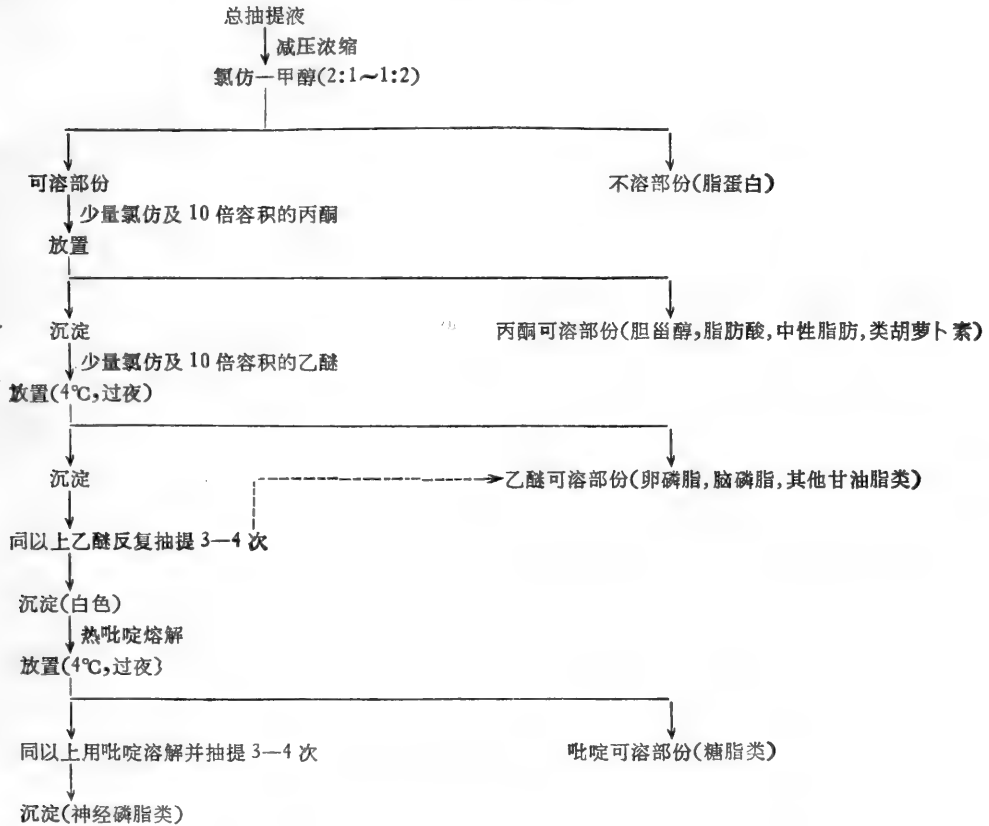 总抽提液
减压浓缩
氯仿—甲醇(2:1～1:2)
可溶部份 不溶部份(脂蛋白)
少量氯仿及 10 倍容积的丙酮
放置
沉淀 丙酮可溶部份(胆甾醇,脂肪酸,中性脂肪,类胡萝卜素)
少量氯仿及 10 倍容积的乙醚
放置(4℃,过夜)
沉淀 乙醚可溶部份(卵磷脂,脑磷脂,其他甘油脂类)
同以上乙醚反复抽提 3—4 次
沉淀(白色)
热吡啶熔解
放置(4℃,过夜)
同以上用吡啶溶解并抽提 3—4 次 吡啶可溶部份(糖脂类)
沉淀(神经磷脂类)